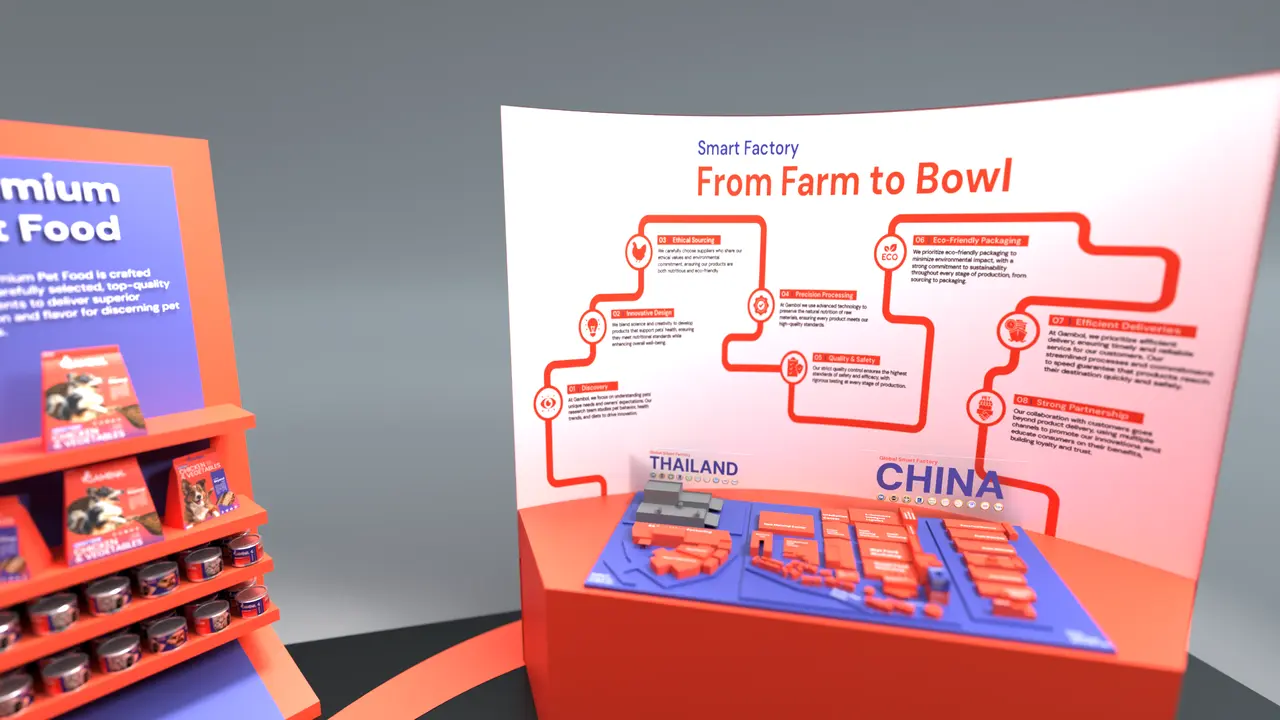 mium
Food
Pet Food is crafted
selected, top-quality
to deliver superior
and flavor for discerning pet
CHICKEN
& VEGETABLES
GAMBOL
CHICKEN
& VEGETABLES
CHICKEN
& VEGETABLES
Smart Factory
From Farm to Bowl
03 Ethical Sourcing
We carefully choose suppliers who share our
ethical values and environmental
commitment, ensuring our products are
both nutritious and eco-friendly.
02 Innovative Design
We blend science and creativity to develop
products that support pets' health, ensuring
they meet nutritional standards while
enhancing overall well-being.
01 Discovery
At Gambol, we focus on understanding pets'
unique needs and owners' expectations. Our
research team studies pet behavior, health
trends, and diets to drive innovation.
04 Precision Processing
At Gambol we use advanced technology to
preserve the natural nutrition of raw
materials, ensuring every product meets our
high-quality standards.
05 Quality & Safety
Our strict quality control ensures the highest
standards of safety and efficacy, with
rigorous testing at every stage of production.
ECO
06 Eco-Friendly Packaging
We prioritize eco-friendly packaging to
minimize environmental impact, with a
strong commitment to sustainability
throughout every stage of production, from
sourcing to packaging.
07 Efficient Deliveries
At Gambol, we prioritize efficient
delivery, ensuring timely and reliable
service for our customers. Our
streamlined processes and commitment
to speed guarantee that products reach
their destination quickly and safely.
PET
08 Strong Partnership
Our collaboration with customers goes
beyond product delivery, using multiple
channels to promote our innovations and
educate consumers on their benefits,
building loyalty and trust.
Global Smart Factory
THAILAND
Global Smart Factory
CHINA